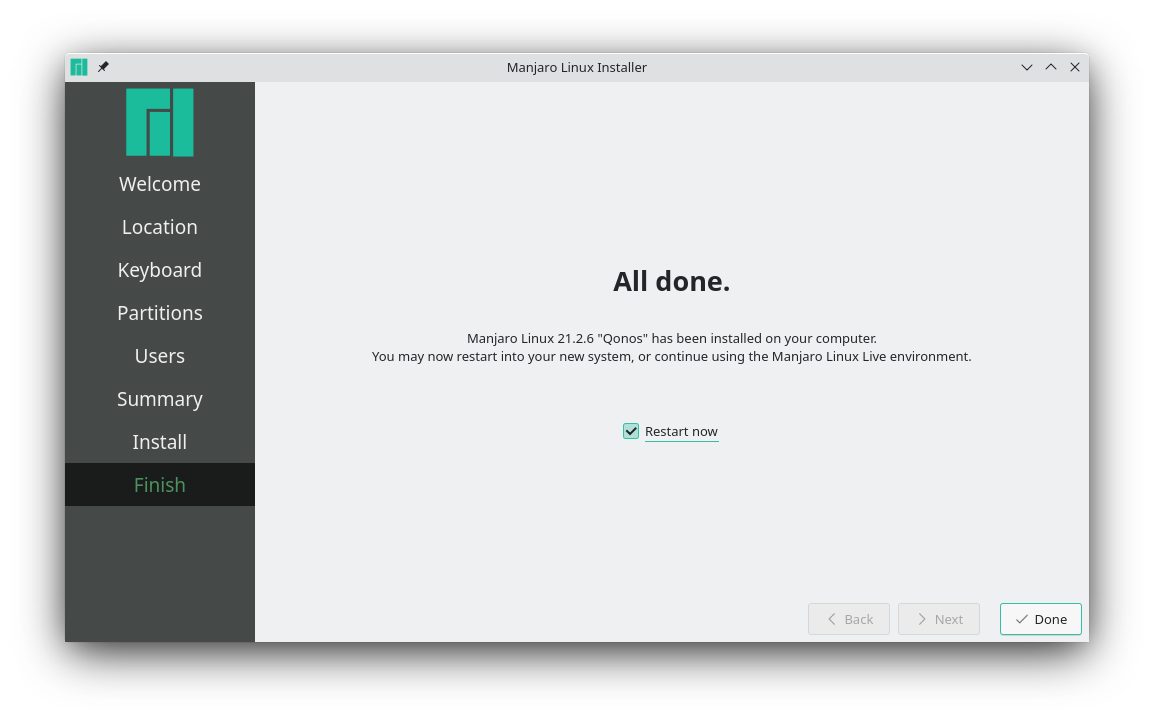 Manjaro Linux Installer
Welcome
Location
Keyboard
Partitions
Users
Summary
Install
Finish
All done.
Manjaro Linux 21.2.6 "Qonos" has been installed on your computer.
You may now restart into your new system, or continue using the Manjaro Linux Live environment.
Restart now
Back
Next
Done